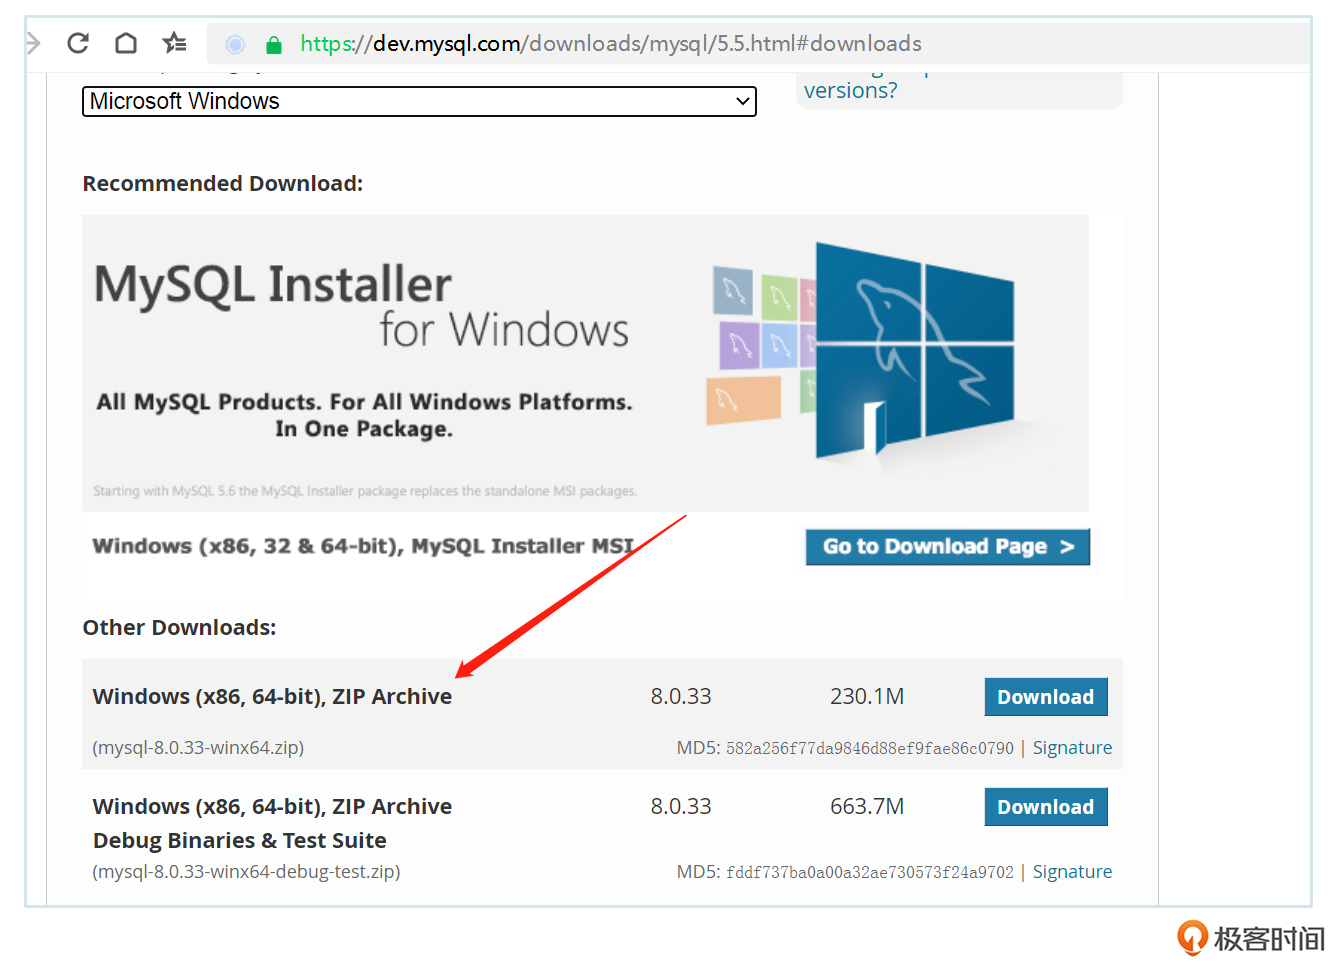 https://dev.mysql.com/downloads/mysql/5.5.html#downloads
versions?
Microsoft Windows
Recommended Download:
MySQL Installer
for Windows
All MySQL Products. For All Windows Platforms.
In One Package.
Starting with MySQL 5.6 the MySQL Installer package replaces the standalone MSI packages.
Windows (x86, 32 & 64-bit), MySQL Installer MSI
Go to Download Page >
Other Downloads:
Windows (x86, 64-bit), ZIP Archive 8.0.33 230.1M Download
(mysql-8.0.33-winx64.zip) MD5: 582a256f77da9846d88ef9fae86c0790 | Signature
Windows (x86, 64-bit), ZIP Archive 8.0.33 663.7M Download
Debug Binaries & Test Suite
(mysql-8.0.33-winx64-debug-test.zip) MD5: fddf737ba0a00a32ae730573f24a9702 | Signature
极客时间